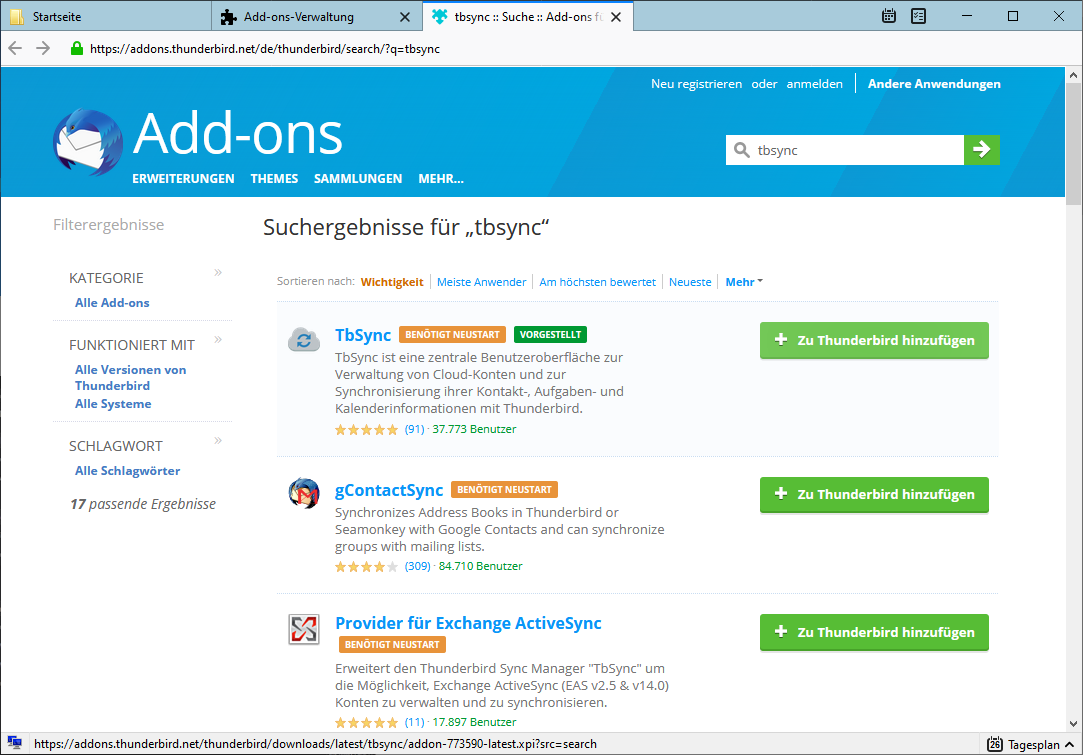 Startseite
Add-ons-Verwaltung
tbsync :: Suche :: Add-ons fü
https://addons.thunderbird.net/de/thunderbird/search/?q=tbsync
Neu registrieren oder anmelden
Andere Anwendungen
Add-ons
tbsync
ERWEITERUNGEN THEMES SAMMLUNGEN MEHR...
Filterergebnisse
KATEGORIE »
Alle Add-ons
FUNKTIONIERT MIT »
Alle Versionen von
Thunderbird
Alle Systeme
SCHLAGWORT »
Alle Schlagwörter
17 passende Ergebnisse
Suchergebnisse für „tbsync“
Sortieren nach: Wichtigkeit Meiste Anwender Am höchsten bewertet Neueste Mehr
TbSync BENÖTIGT NEUSTART VORGESTELLT
TbSync ist eine zentrale Benutzeroberfläche zur
Verwaltung von Cloud-Konten und zur
Synchronisierung ihrer Kontakt-, Aufgaben- und
Kalenderinformationen mit Thunderbird.
(91) · 37.773 Benutzer
+ Zu Thunderbird hinzufügen
gContactSync BENÖTIGT NEUSTART
Synchronizes Address Books in Thunderbird or
Seamonkey with Google Contacts and can synchronize
groups with mailing lists.
(309) · 84.710 Benutzer
+ Zu Thunderbird hinzufügen
Provider für Exchange ActiveSync
BENÖTIGT NEUSTART
Erweitert den Thunderbird Sync Manager "TbSync" um
die Möglichkeit, Exchange ActiveSync (EAS v2.5 & v14.0)
Konten zu verwalten und zu synchronisieren.
(11) · 17.897 Benutzer
+ Zu Thunderbird hinzufügen
https://addons.thunderbird.net/thunderbird/downloads/latest/tbsync/addon-773590-latest.xpi?src=search
26 Tagesplan